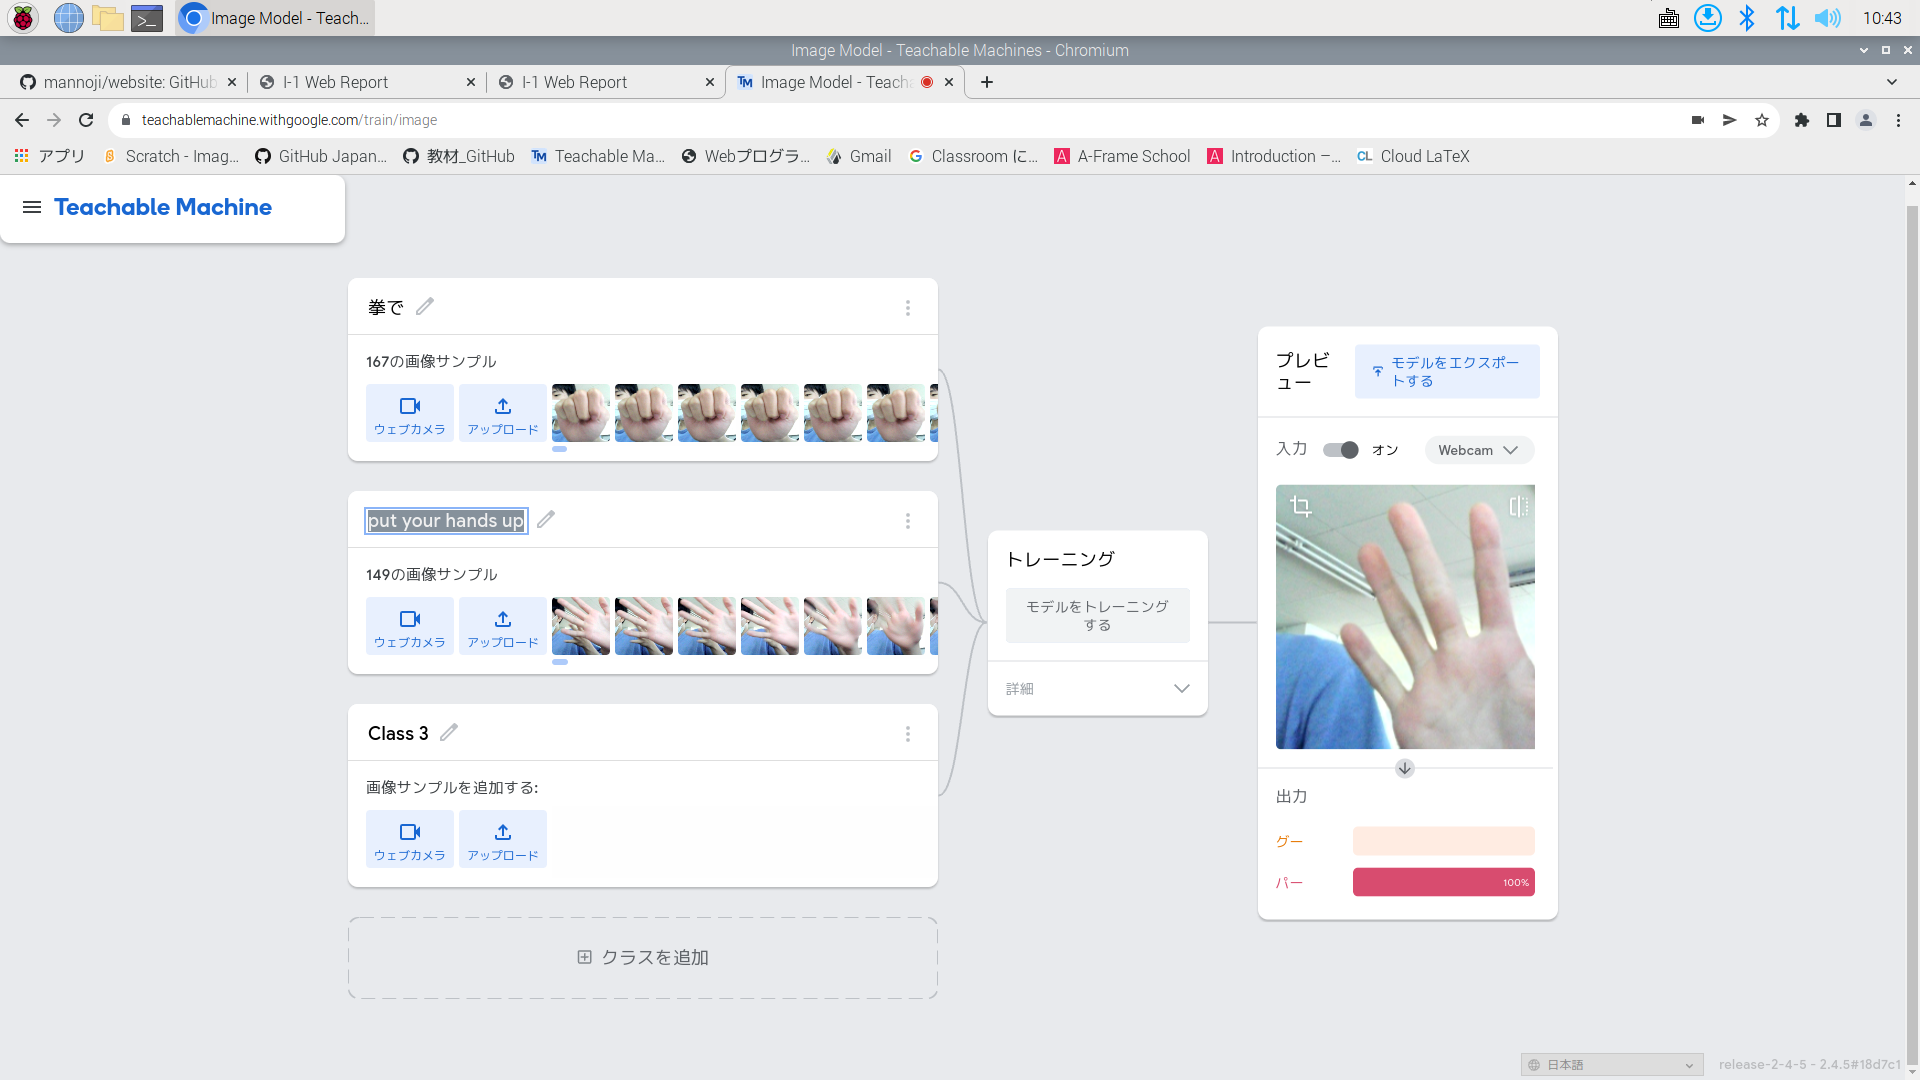 Image Model - Teach...
10:43
Image Model - Teachable Machines - Chromium
mannoji/website: GitHub
I-1 Web Report
I-1 Web Report
Image Model - Teach
teachablemachine.withgoogle.com/train/image
アプリ
Scratch - Imag...
GitHub Japan...
教材_GitHub
Teachable Ma...
Webプログラ...
Gmail
Classroom に...
A-Frame School
Introduction –...
CL Cloud LaTeX
Teachable Machine
拳で
167の画像サンプル
ウェブカメラ
アップロード
put your hands up
149の画像サンプル
ウェブカメラ
アップロード
Class 3
画像サンプルを追加する:
ウェブカメラ
アップロード
クラスを追加
トレーニング
モデルをトレーニング
する
詳細
プレビ
ュー
モデルをエクスポー
トする
入力
オン
Webcam
出力
グー
パー
100%
日本語
release-2-4-5 - 2.4.5#18d7c1